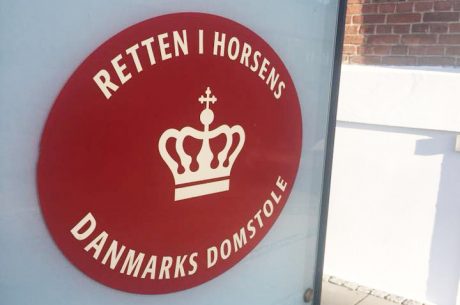 RETTEN I HORSENS
DANMARKS DOMSTOLE